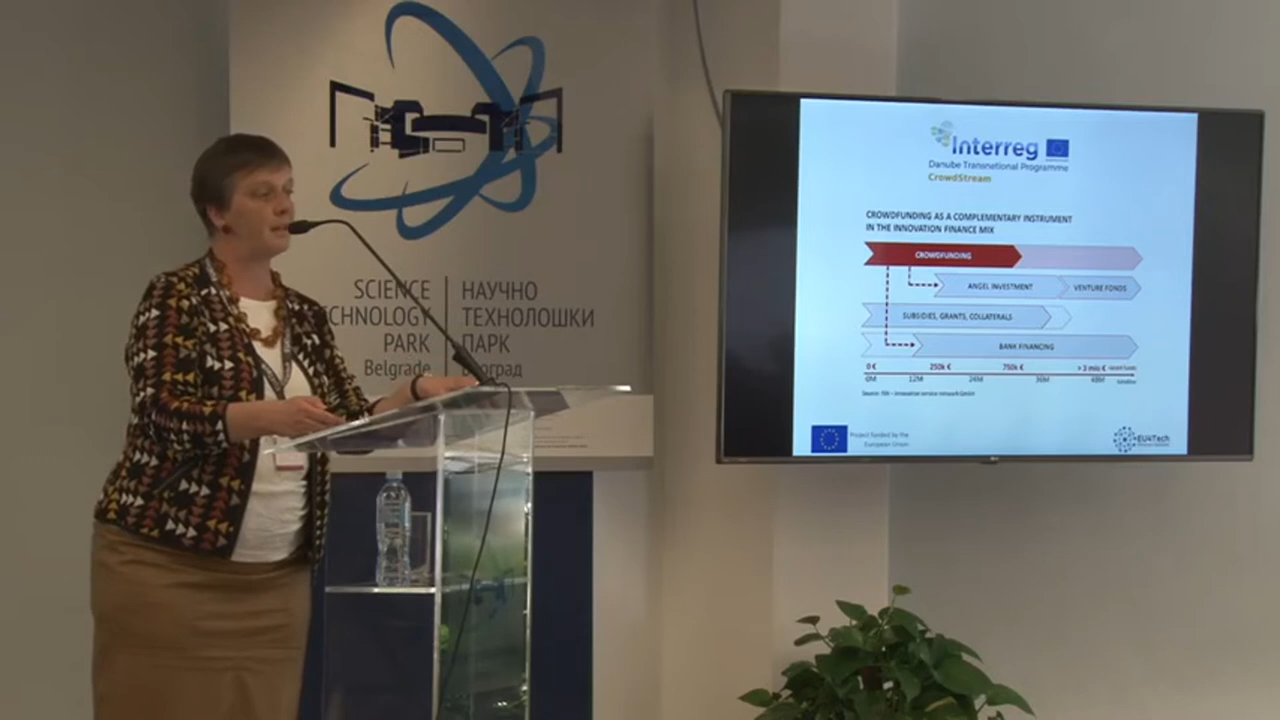 SCIENCE
TECHNOLOGY
PARK
Belgrade
НАУЧНО
ТЕХНОЛОШКИ
ПАРК
Београд
Interreg
Danube Transnational Programme
CrowdStream
CROWDFUNDING AS A COMPLEMENTARY INSTRUMENT
IN THE INNOVATION FINANCE MIX
CROWDFUNDING
ANGEL INVESTMENT
VENTURE FONDS
SUBSIDIES, GRANTS, COLLATERALS
BANK FINANCING
0 € 250k € 750k € > 3 mio €
0M 12M 24M 36M 48M
Project funded by the
European Union
EU4Tech